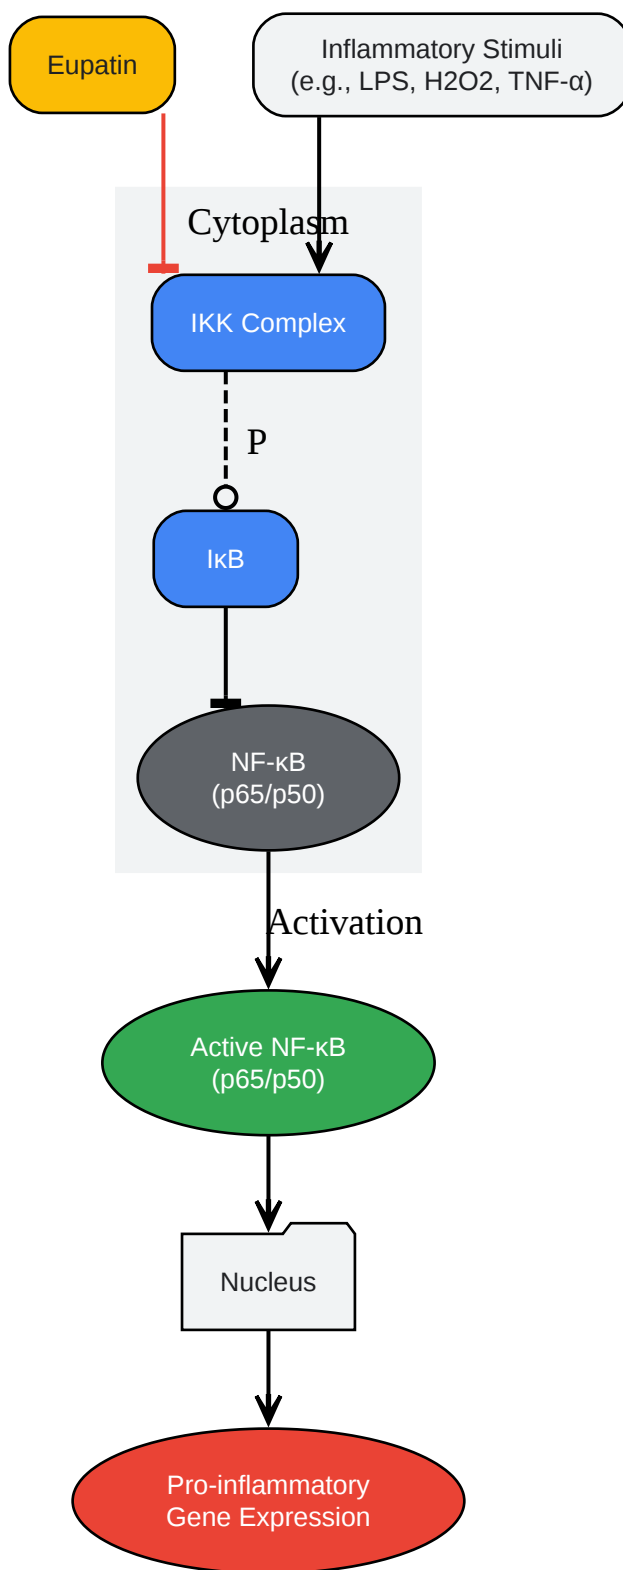 Eupatin
Inflammatory Stimuli
(e.g., LPS, H2O2, TNF-α)
Cytoplasm
IKK Complex
P
IκB
NF-κB
(p65/p50)
Activation
Active NF-κB
(p65/p50)
Nucleus
Pro-inflammatory
Gene Expression